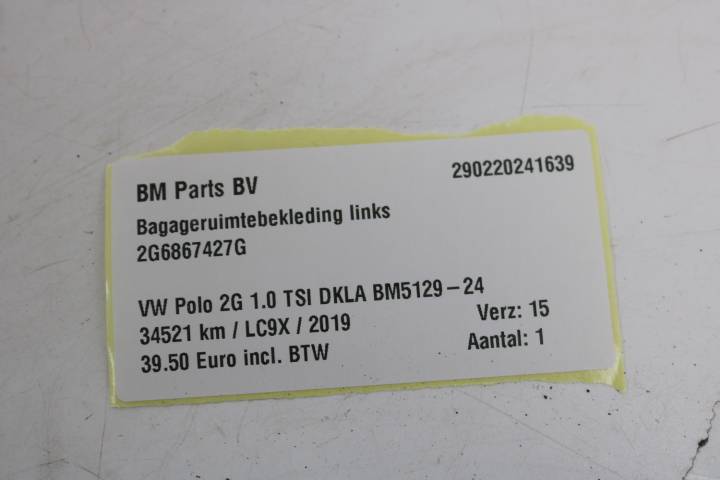 BM Parts BV
290220241639
Bagageruimtebekleding links
2G6867427G
VW Polo 2G 1.0 TSI DKLA BM5129-24
34521 km / LC9X / 2019
Verz: 15
39.50 Euro incl. BTW
Aantal: 1